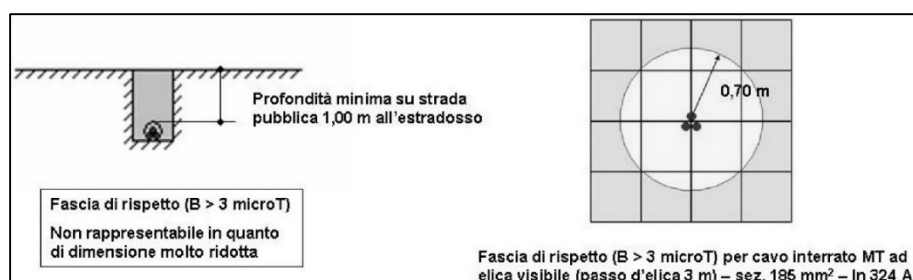 Profondità minima su strada
pubblica 1,00 m all'estradosso
0,70 m
Fascia di rispetto (B > 3 microT)
Non rappresentabile in quanto
di dimensione molto ridotta
Fascia di rispetto (B > 3 microT) per cavo interrato MT ad
elica visibile (passo d'elica 3 m) – sez. 185 mm² – In 324 A